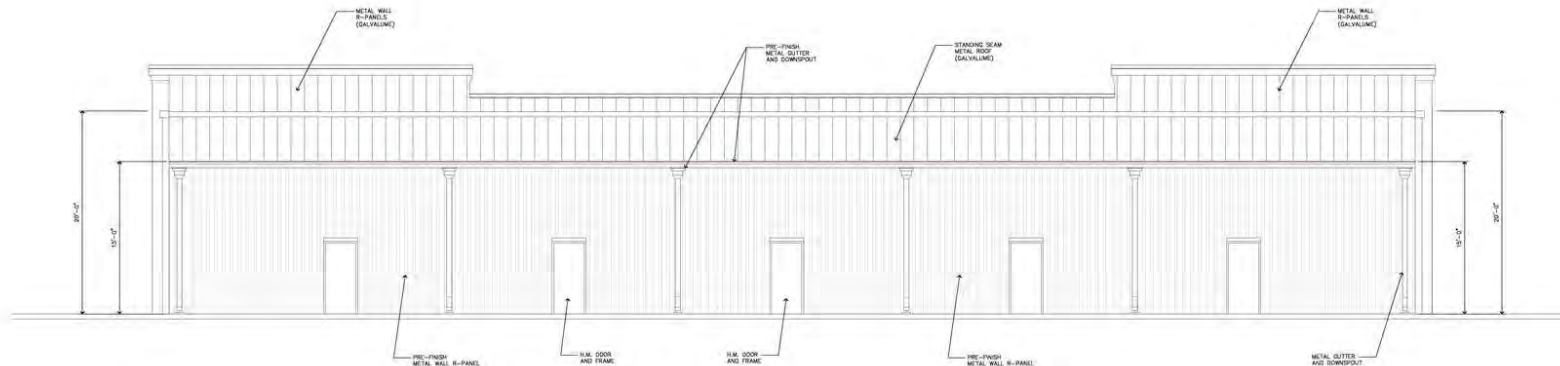 METAL WALL
R-PANELS
(GALVALUME)
METAL WALL
R-PANELS
(GALVALUME)
PRE-FINISH
METAL GUTTER
AND DOWNSPOUT
STANDING SEAM
METAL ROOF
(GALVALUME)
20'-0"
15'-0"
15'-0"
20'-0"
PRE-FINISH
METAL WALL R-PANEL
H.M. DOOR
AND FRAME
H.M. DOOR
AND FRAME
PRE-FINISH
METAL WALL R-PANEL
METAL GUTTER
AND DOWNSPOUT